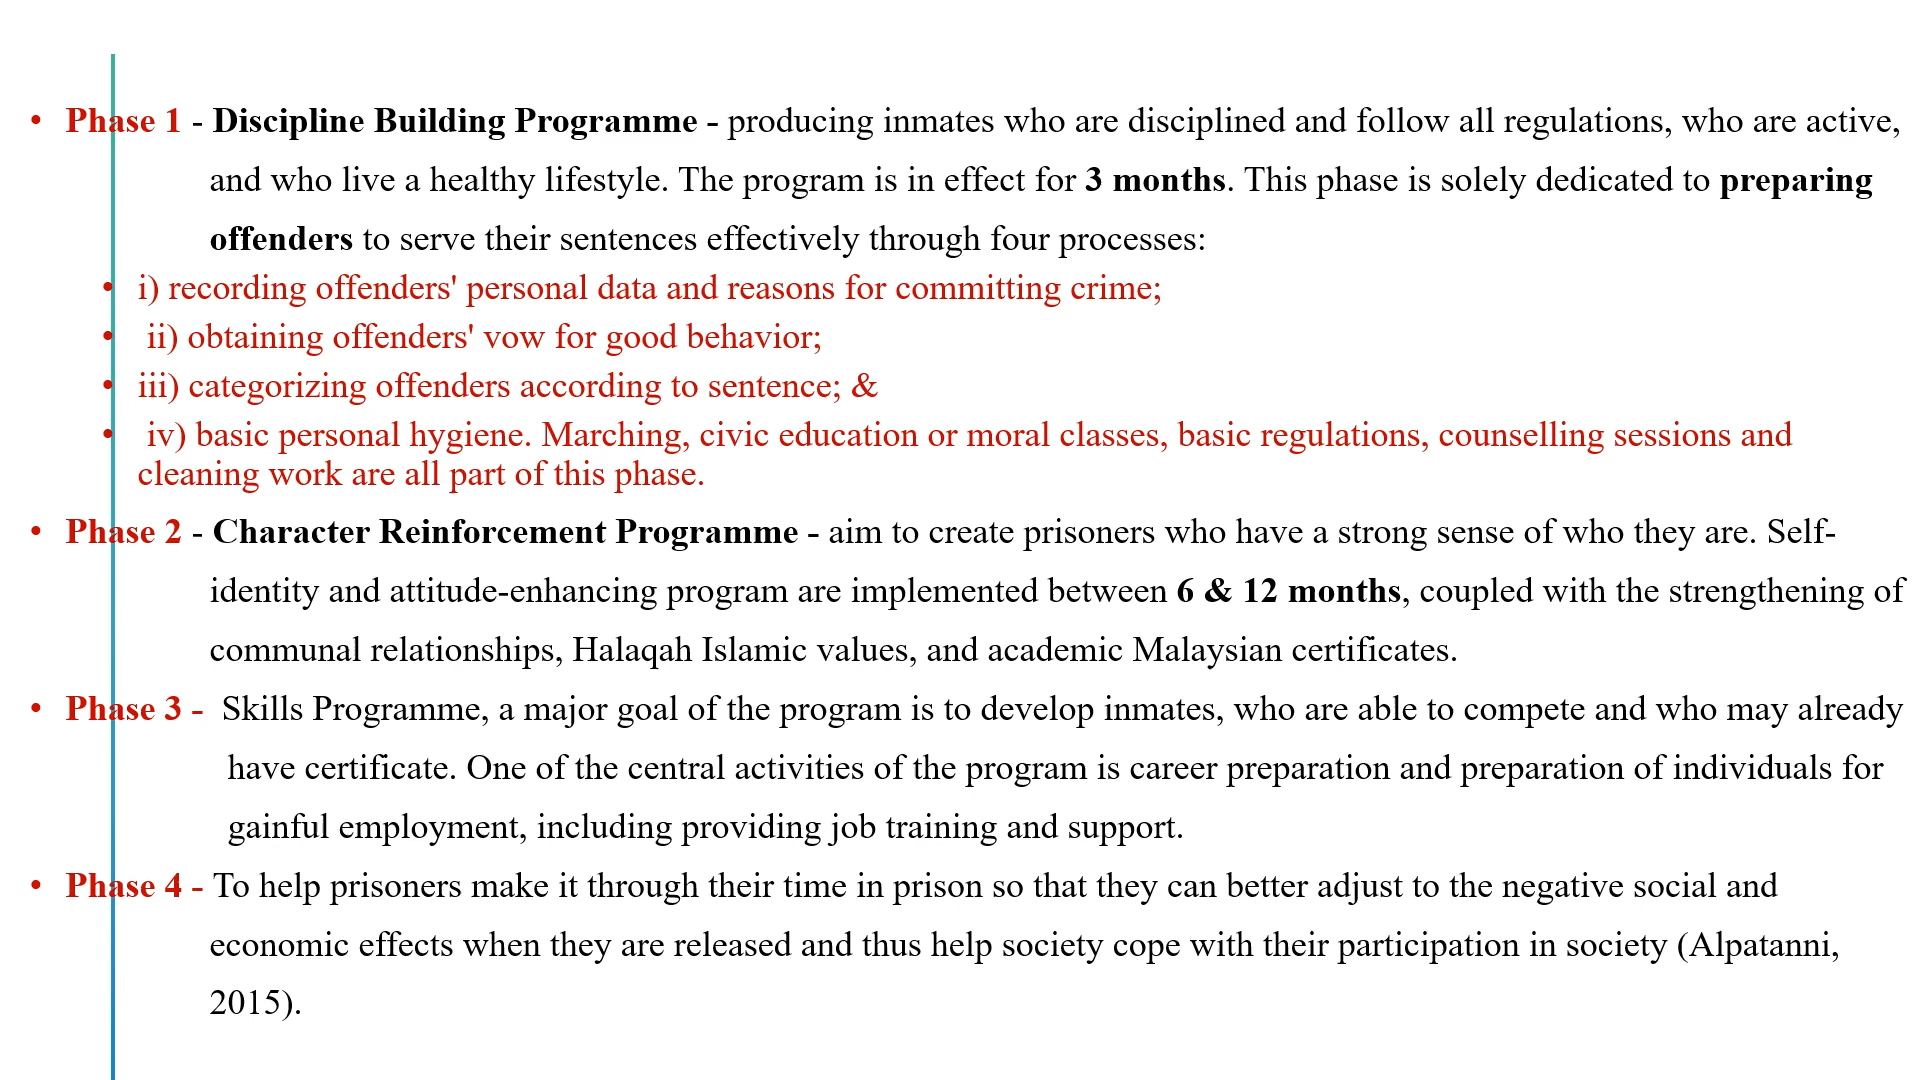 • Phase 1 - Discipline Building Programme - producing inmates who are disciplined and follow all regulations, who are active,
and who live a healthy lifestyle. The program is in effect for 3 months. This phase is solely dedicated to preparing
offenders to serve their sentences effectively through four processes:
• i) recording offenders' personal data and reasons for committing crime;
• ii) obtaining offenders' vow for good behavior;
• iii) categorizing offenders according to sentence; &
• iv) basic personal hygiene. Marching, civic education or moral classes, basic regulations, counselling sessions and
cleaning work are all part of this phase.
• Phase 2 - Character Reinforcement Programme - aim to create prisoners who have a strong sense of who they are. Self-
identity and attitude-enhancing program are implemented between 6 & 12 months, coupled with the strengthening of
communal relationships, Halaqah Islamic values, and academic Malaysian certificates.
• Phase 3 - Skills Programme, a major goal of the program is to develop inmates, who are able to compete and who may already
have certificate. One of the central activities of the program is career preparation and preparation of individuals for
gainful employment, including providing job training and support.
• Phase 4 - To help prisoners make it through their time in prison so that they can better adjust to the negative social and
economic effects when they are released and thus help society cope with their participation in society (Alpatanni,
2015).